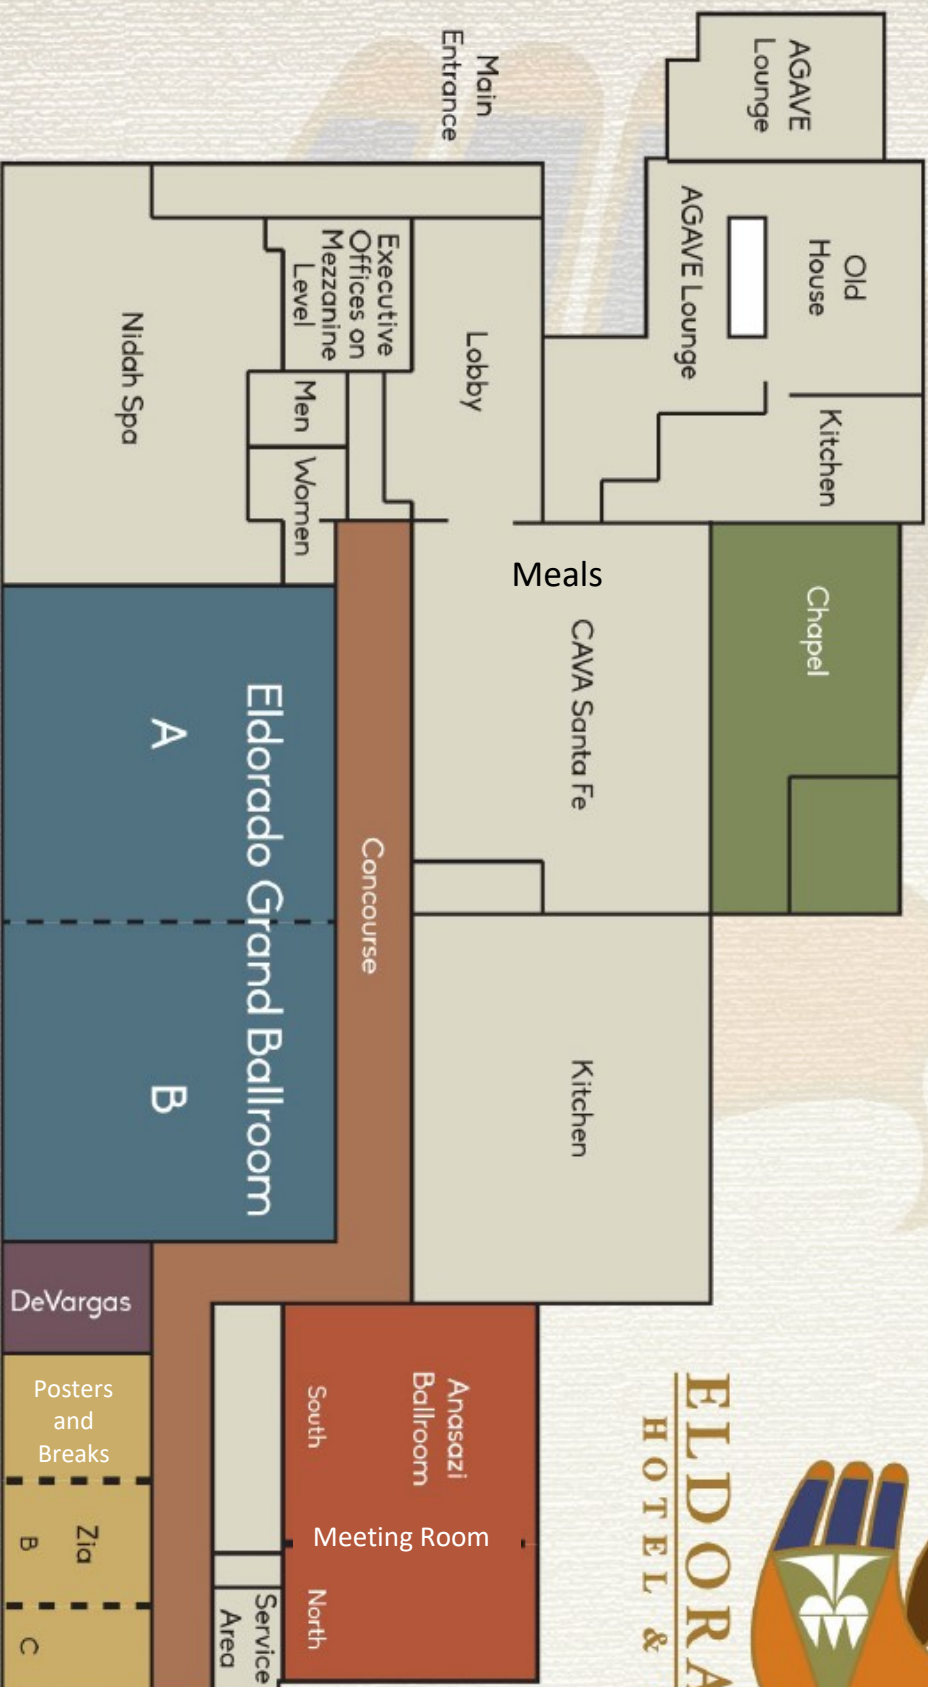 AGAVE
Lounge
Main
Entrance
Old
House
AGAVE Lounge
Executive
Offices on
Mezzanine
Level
Lobby
Kitchen
Men
Women
Nidah Spa
Meals
CAVA Santa Fe
Chapel
Eldorado Grand Ballroom
A
B
Concourse
Kitchen
DeVargas
Posters
and
Breaks
Zia
B
C
Anasazi
Ballroom
South
Meeting Room
North
Service
Area
ELDORA
HOTEL &